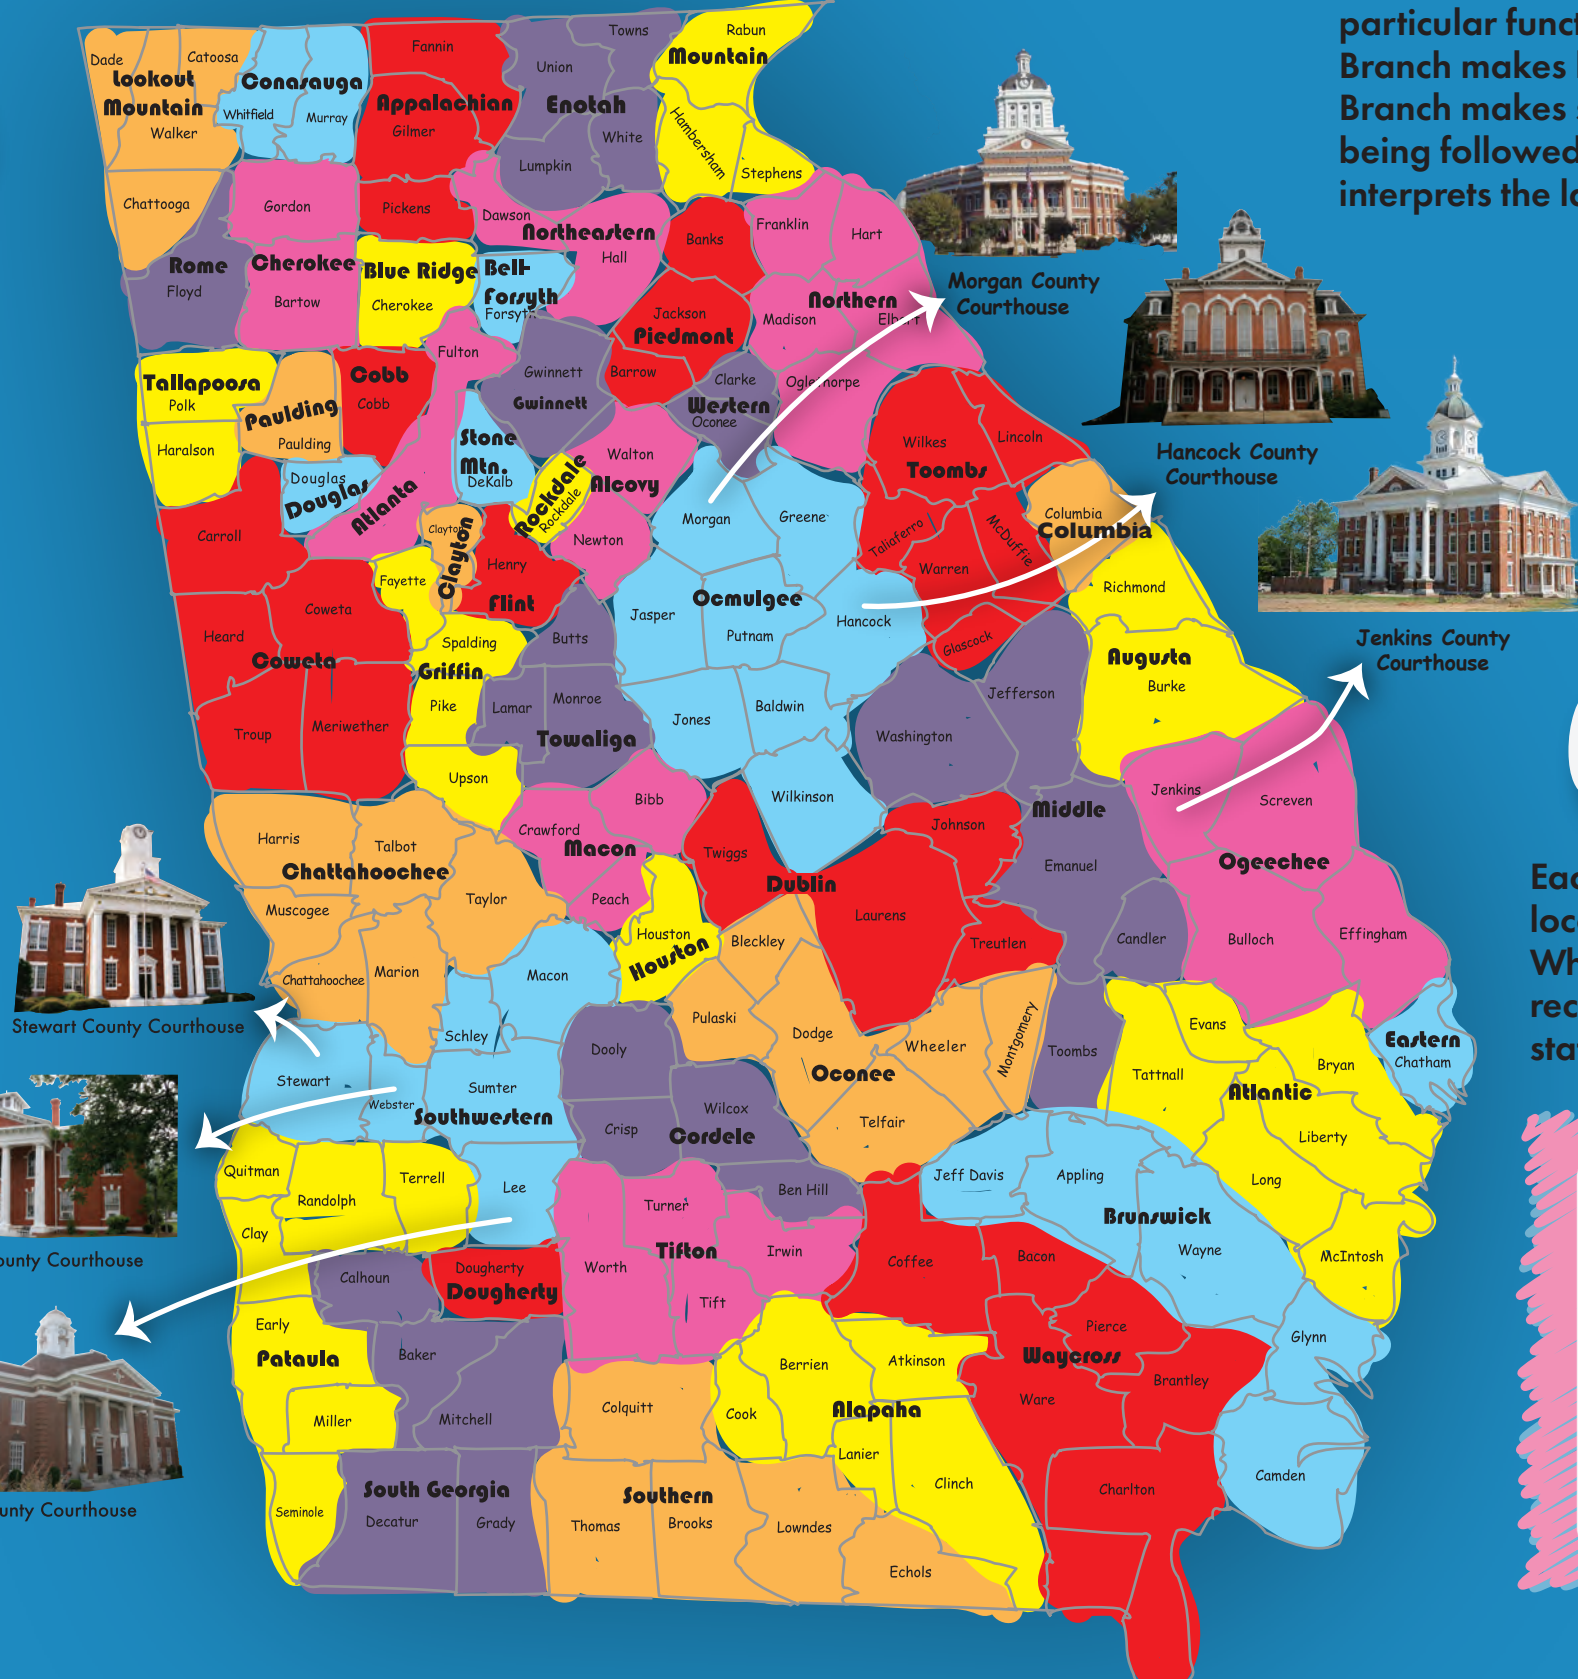 particular
Branch makes
Branch makes
being followed
interprets the
Towns
Rabun
Mountain
Fannin
Union
Dade
Catoosa
Lookout
Mountain
Conasauga
Enotah
Appalachian
Whitfield
Murray
Gilmer
White
Walker
Lumpkin
Habersham
Stephens
Chattooga
Gordon
Pickens
Dawson
Northeastern
Hall
Banks
Franklin
Hart
Rome
Floyd
Cherokee
Bartow
Blue Ridge
Cherokee
Bell-
Forsyth
Forsyth
Jackson
Piedmont
Madison
Northern
Elbert
Morgan County
Courthouse
Fulton
Tallapoosa
Polk
Haralson
Paulding
Paulding
Cobb
Cobb
Gwinnett
Gwinnett
Barrow
Clarke
Western
Oconee
Oglethorpe
Stone
Mtn.
DeKalb
Walton
Alcovy
Rockdale
Rockdale
Newton
Douglas
Douglas
Atlanta
Wilkes
Lincoln
Toombs
Hancock County
Courthouse
Carroll
Clayton
Clayton
Henry
Flint
Fayette
Morgan
Greene
Taliaferro
McDuffie
Warren
Columbia
Columbia
Richmond
Heard
Coweta
Coweta
Spalding
Griffin
Butts
Jasper
Ocmulgee
Putnam
Hancock
Glascock
Augusta
Burke
Jenkins County
Courthouse
Troup
Meriwether
Pike
Lamar
Monroe
Towaliga
Jones
Baldwin
Washington
Jefferson
Upson
Bibb
Wilkinson
Middle
Jenkins
Screven
Harris
Talbot
Chattahoochee
Crawford
Macon
Twiggs
Johnson
Emanuel
Ogeechee
Dublin
Muscogee
Taylor
Peach
Laurens
Houston
Houston
Bleckley
Treutlen
Candler
Bulloch
Effingham
Chattahoochee
Marion
Macon
Stewart County Courthouse
Schley
Pulaski
Dodge
Wheeler
Montgomery
Toombs
Evans
Eastern
Chatham
Dooly
Stewart
Webster
Sumter
Southwestern
Oconee
Tattnall
Bryan
Atlantic
Crisp
Wilcox
Cordele
Telfair
Liberty
Quitman
Randolph
Terrell
Lee
Turner
Ben Hill
Jeff Davis
Appling
Long
Clay
Brunswick
Wayne
McIntosh
County Courthouse
Calhoun
Dougherty
Dougherty
Worth
Tifton
Irwin
Tift
Coffee
Bacon
Early
Pataula
Baker
Berrien
Atkinson
Pierce
Waycross
Glynn
Brantley
Miller
Mitchell
Colquitt
Cook
Alapaha
Ware
Lanier
Clinch
Camden
Charlton
County Courthouse
Seminole
South Georgia
Decatur
Grady
Southern
Thomas
Brooks
Lowndes
Echols